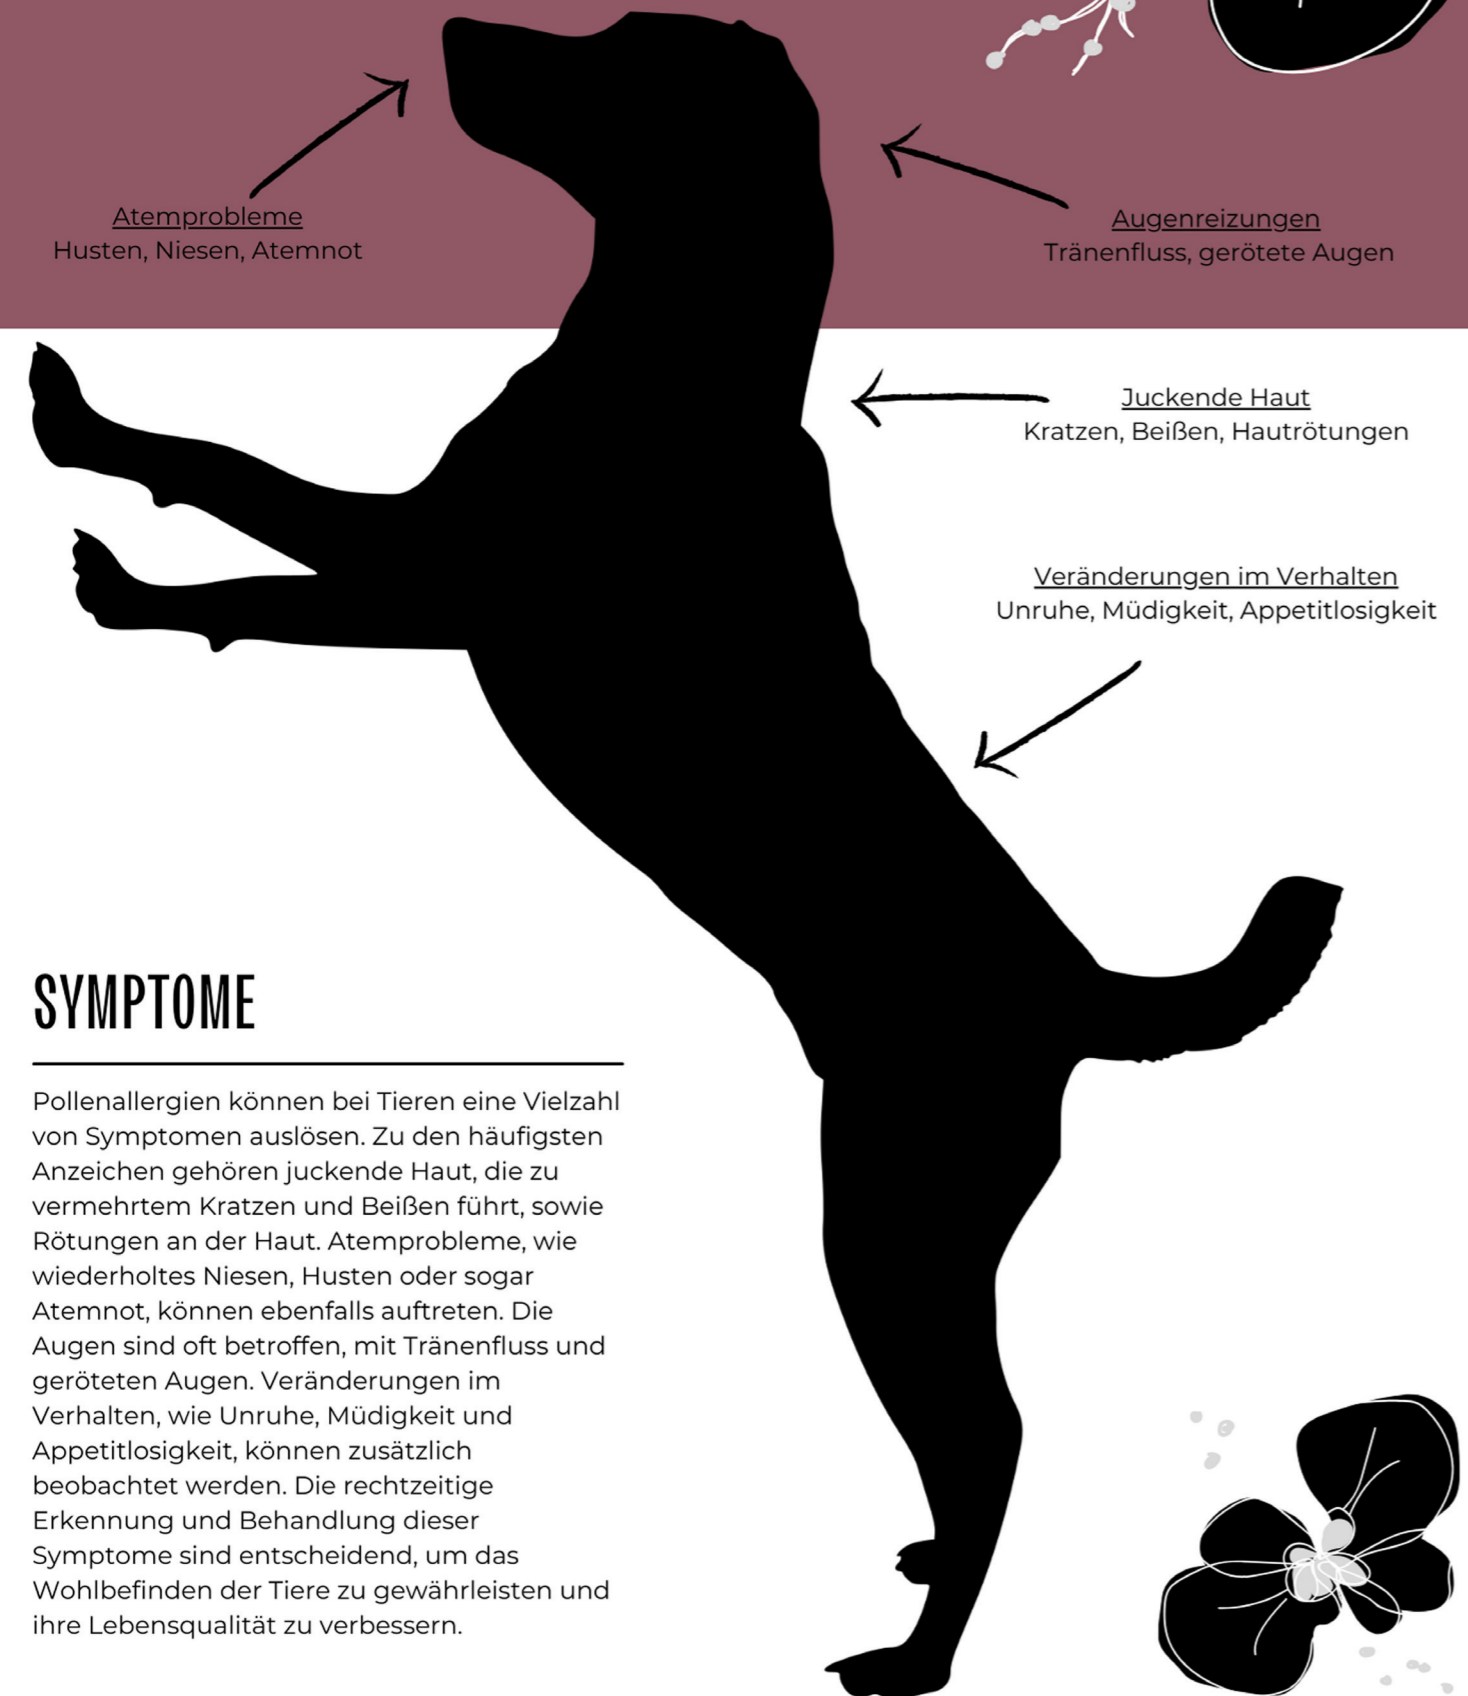 Atemprobleme
Husten, Niesen, Atemnot
Augenreizungen
Tränenfluss, gerötete Augen
Juckende Haut
Kratzen, Beißen, Hautrötungen
Veränderungen im Verhalten
Unruhe, Müdigkeit, Appetitlosigkeit
SYMPTOME
Pollenallergien können bei Tieren eine Vielzahl
von Symptomen auslösen. Zu den häufigsten
Anzeichen gehören juckende Haut, die zu
vermehrtem Kratzen und Beißen führt, sowie
Rötungen an der Haut. Atemprobleme, wie
wiederholtes Niesen, Husten oder sogar
Atemnot, können ebenfalls auftreten. Die
Augen sind oft betroffen, mit Tränenfluss und
geröteten Augen. Veränderungen im
Verhalten, wie Unruhe, Müdigkeit und
Appetitlosigkeit, können zusätzlich
beobachtet werden. Die rechtzeitige
Erkennung und Behandlung dieser
Symptome sind entscheidend, um das
Wohlbefinden der Tiere zu gewährleisten und
ihre Lebensqualität zu verbessern.